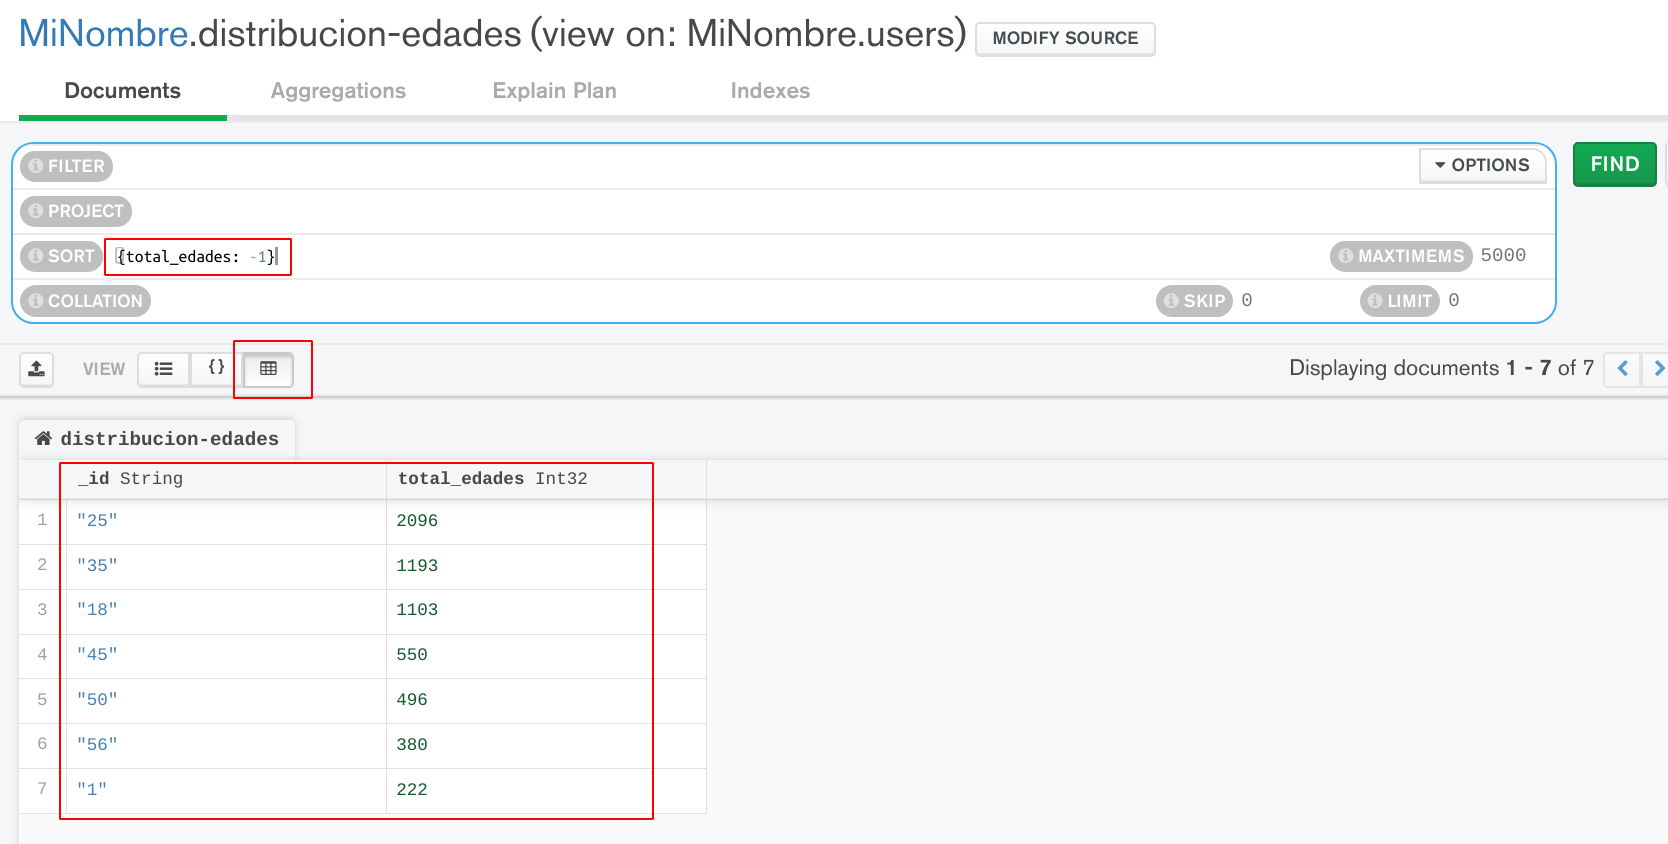 MiNombre.distribucion-edades (view on: MiNombre.users) MODIFY SOURCE
Documents Aggregations Explain Plan Indexes
FILTER OPTIONS FIND
PROJECT
SORT {total_edades: -1} MAXTIMEMS 5000
COLLATION SKIP 0 LIMIT 0
VIEW {} Displaying documents 1 - 7 of 7
distribucion-edades
_id String total_edades Int32
1 "25" 2096
2 "35" 1193
3 "18" 1103
4 "45" 550
5 "50" 496
6 "56" 380
7 "1" 222